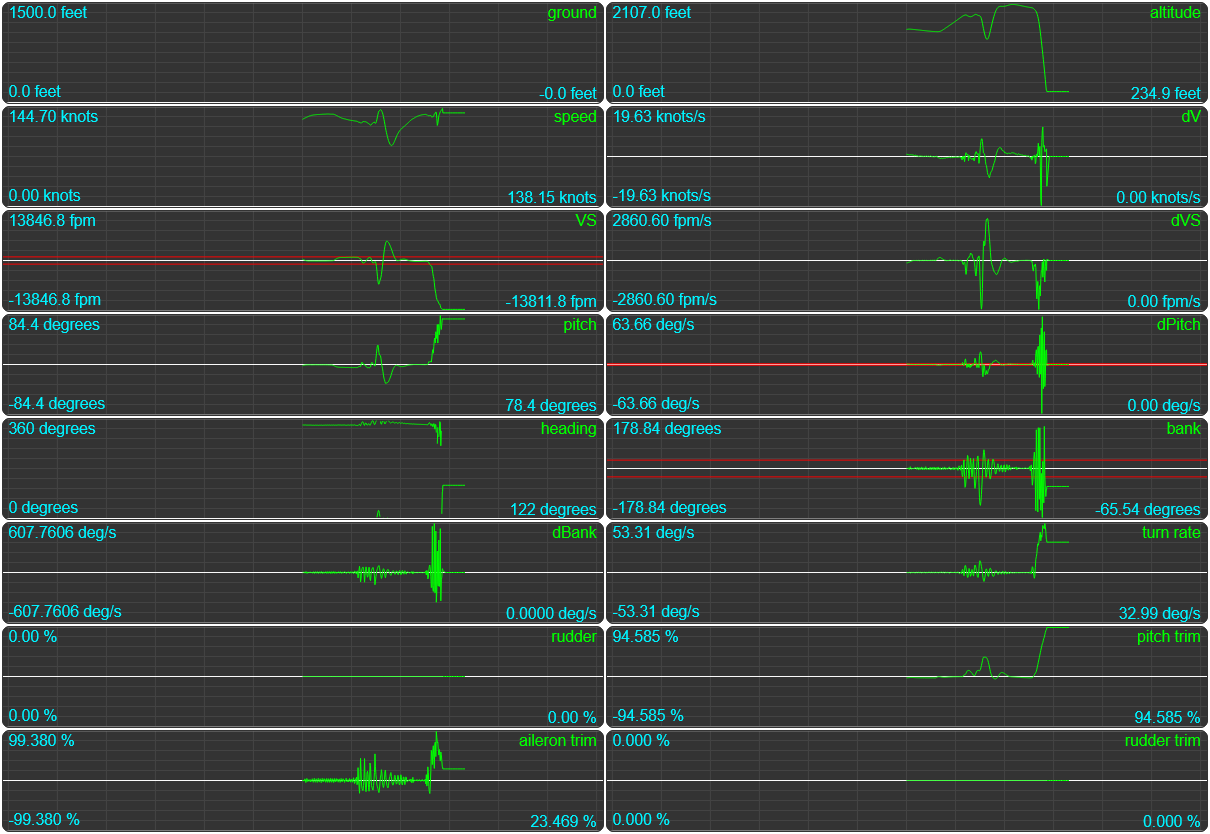 1500.0 feet ground
0.0 feet -0.0 feet
2107.0 feet altitude
0.0 feet 234.9 feet
144.70 knots speed
0.00 knots 138.15 knots
19.63 knots/s dV
-19.63 knots/s 0.00 knots/s
13846.8 fpm VS
-13846.8 fpm -13811.8 fpm
2860.60 fpm/s dVS
-2860.60 fpm/s 0.00 fpm/s
84.4 degrees pitch
-84.4 degrees 78.4 degrees
63.66 deg/s dPitch
-63.66 deg/s 0.00 deg/s
360 degrees heading
0 degrees 122 degrees
178.84 degrees bank
-178.84 degrees -65.54 degrees
607.7606 deg/s dBank
-607.7606 deg/s 0.0000 deg/s
53.31 deg/s turn rate
-53.31 deg/s 32.99 deg/s
0.00 % rudder
0.00 % 0.00 %
94.585 % pitch trim
-94.585 % 94.585 %
99.380 % aileron trim
-99.380 % 23.469 %
0.000 % rudder trim
0.000 % 0.000 %